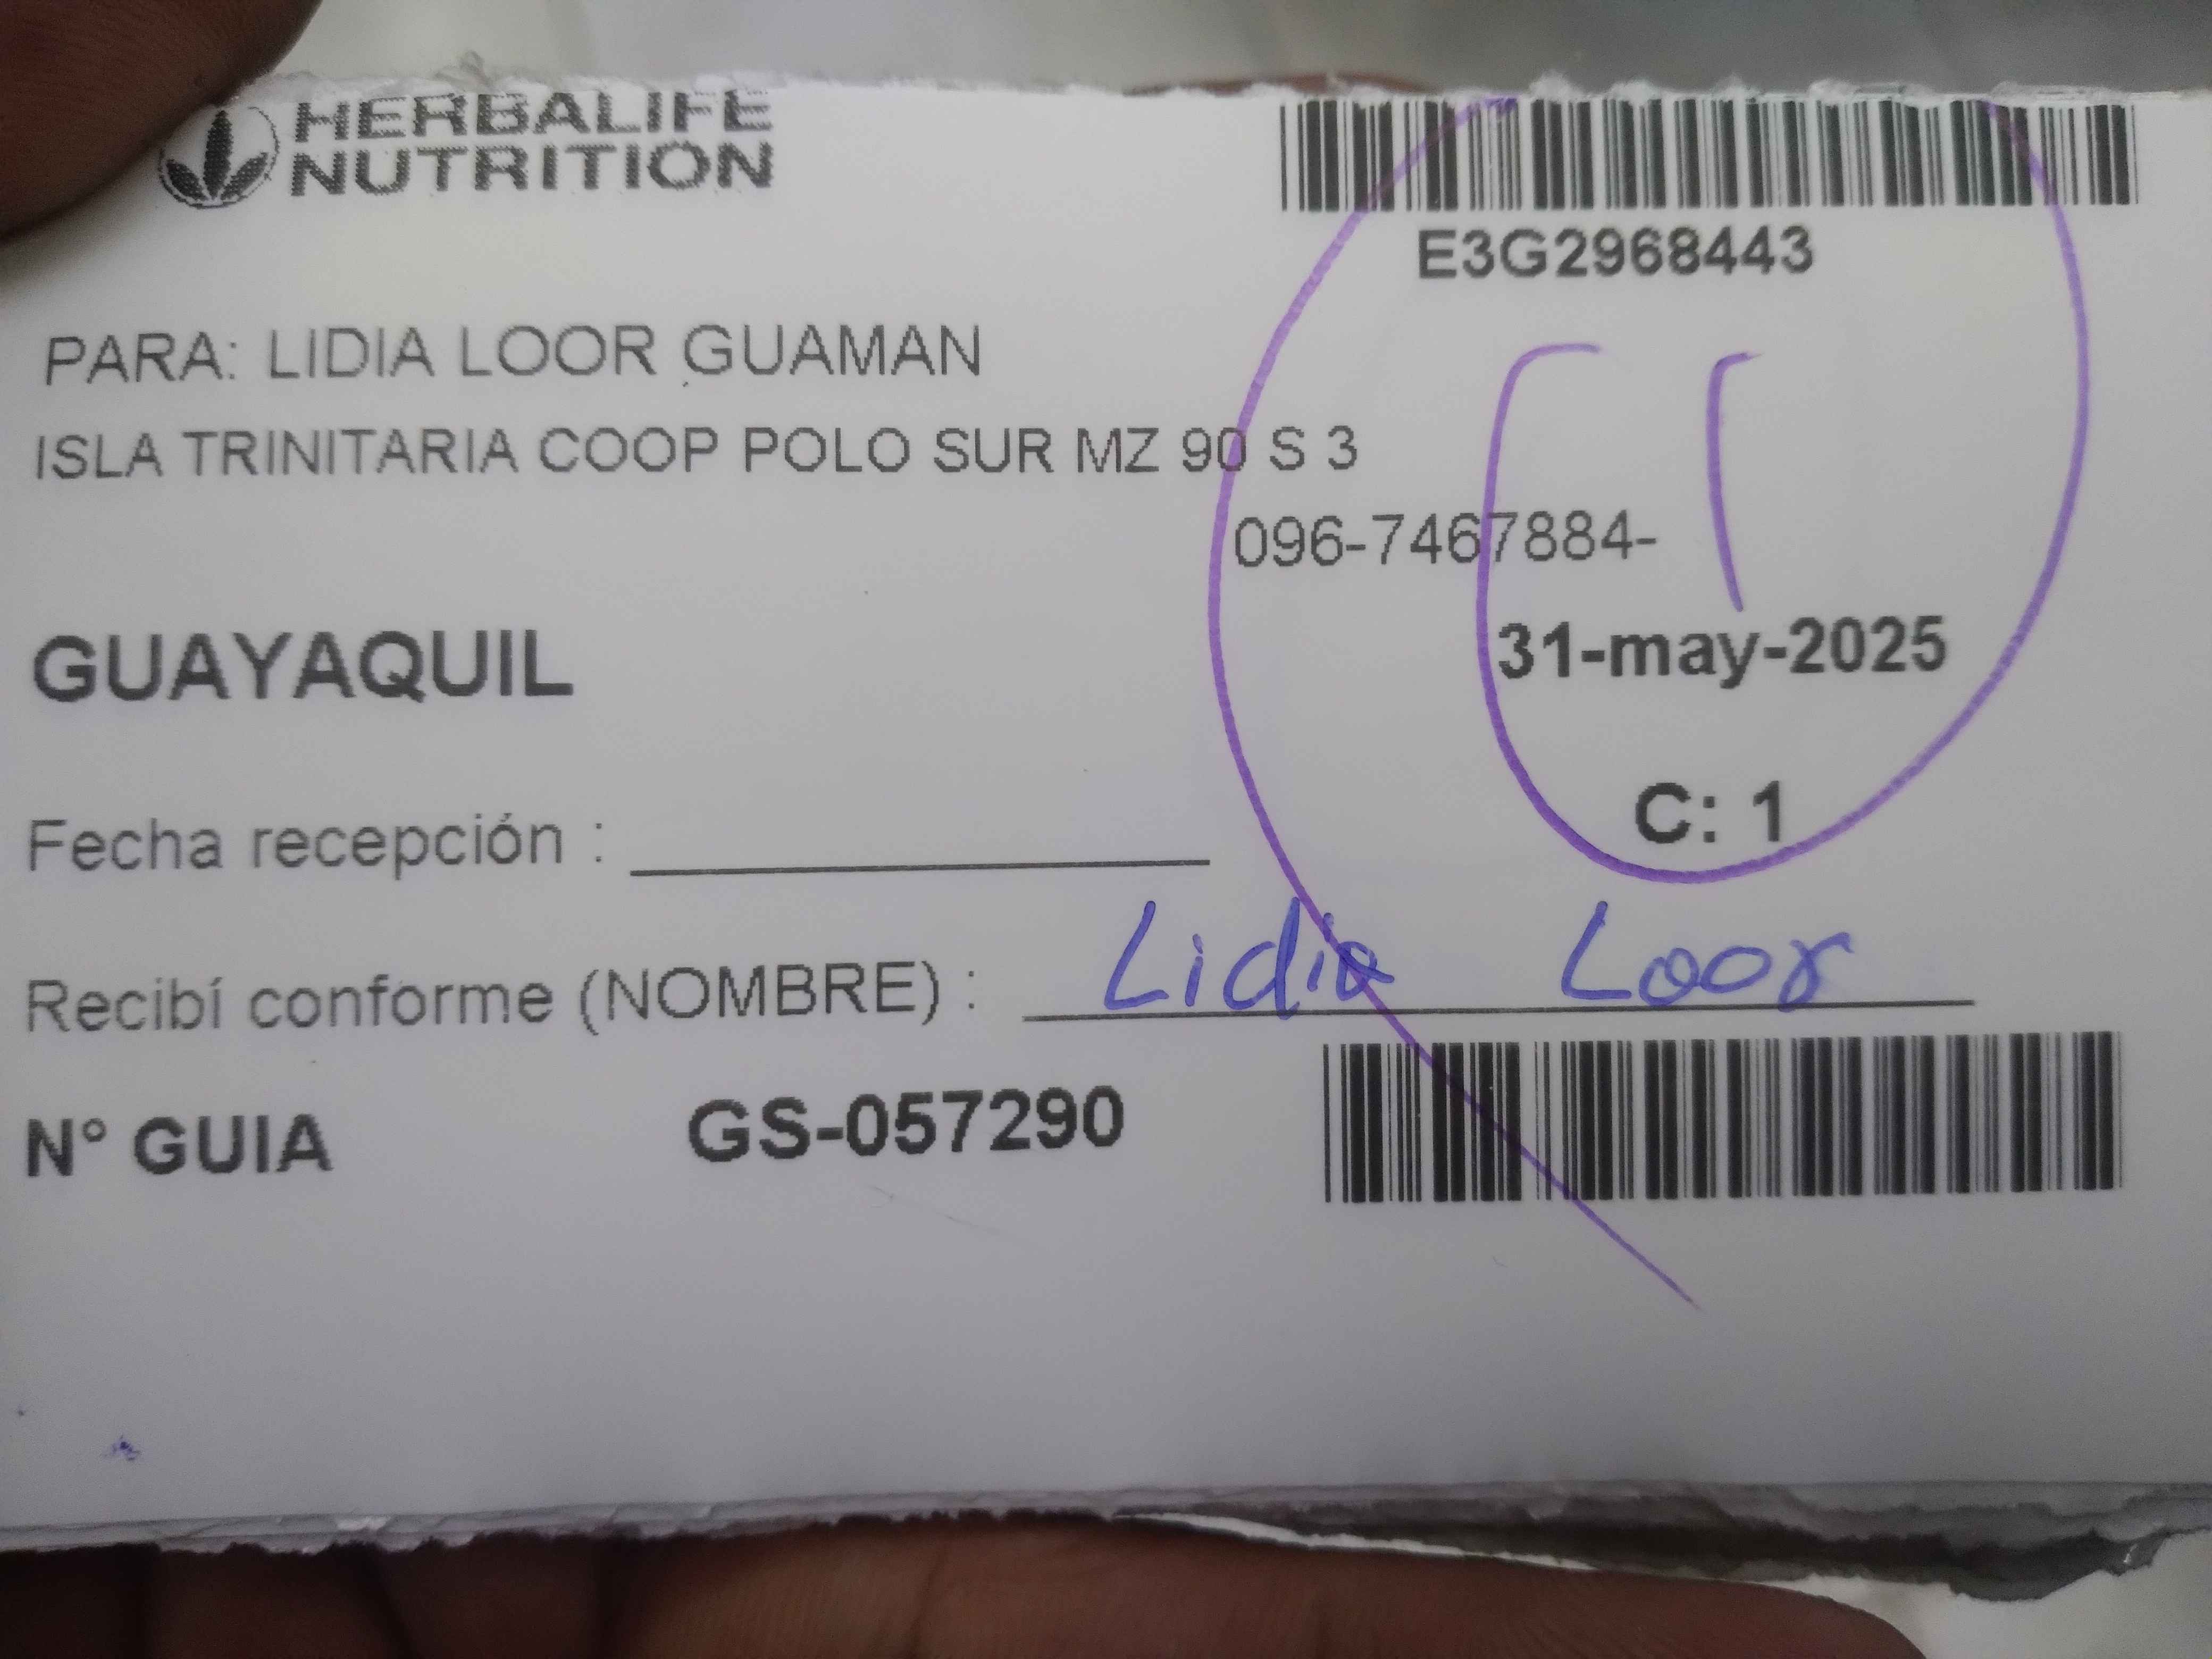 HERBALIFE
NUTRITION
E3G2968443
PARA: LIDIA LOOR GUAMAN
ISLA TRINITARIA COOP POLO SUR MZ 90 S 3
096-7467884-
GUAYAQUIL
31-may-2025
C: 1
Fecha recepción :
Recibí conforme (NOMBRE) : Lidia Loor
N° GUIA GS-057290